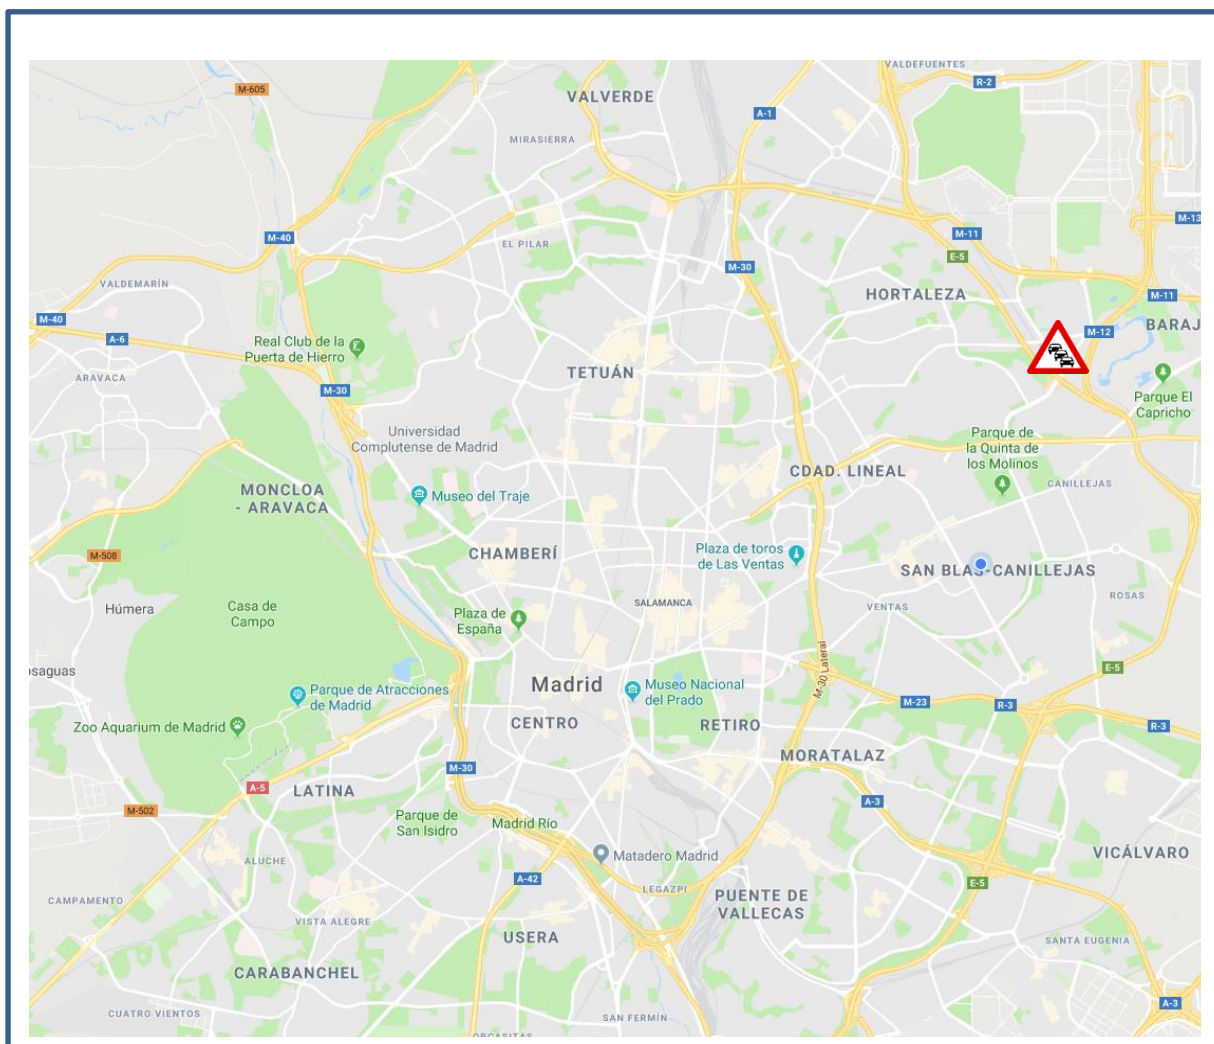 VALDEFUENTES
R-2
M-605
VALVERDE
A-1
MIRASIERRA
M-13
M-11
M-40
EL PILAR
E-5
M-30
VALDEMARÍN
HORTALEZA
M-11
M-40
A-6
M-12
BARAJ
Real Club de la
Puerta de Hierro
TETUÁN
ARAVACA
M-30
Parque El
Capricho
Universidad
Complutense de Madrid
Parque de
la Quinta de
los Molinos
CDAD. LINEAL
CANILLEJAS
MONCLOA
- ARAVACA
Museo del Traje
Plaza de toros
de Las Ventas
M-508
CHAMBERÍ
SAN BLAS-CANILLEJAS
ROSAS
Húmera
Casa de
Campo
SALAMANCA
VENTAS
Plaza de
España
osaguas
M-30 Lateral
E-5
Parque de Atracciones
de Madrid
Madrid
Museo Nacional
del Prado
M-23
R-3
R-3
Zoo Aquarium de Madrid
CENTRO
RETIRO
MORATALAZ
M-30
A-5
LATINA
A-3
M-502
Parque de
San Isidro
Madrid Río
Matadero Madrid
VICÁLVARO
ALUCHE
A-42
LEGAZPI
E-5
PUENTE DE
VALLECAS
CAMPAMENTO
VISTA ALEGRE
USERA
SANTA EUGENIA
CARABANCHEL
A-3
CUATRO VIENTOS
SAN FERMÍN
ORCASITAS